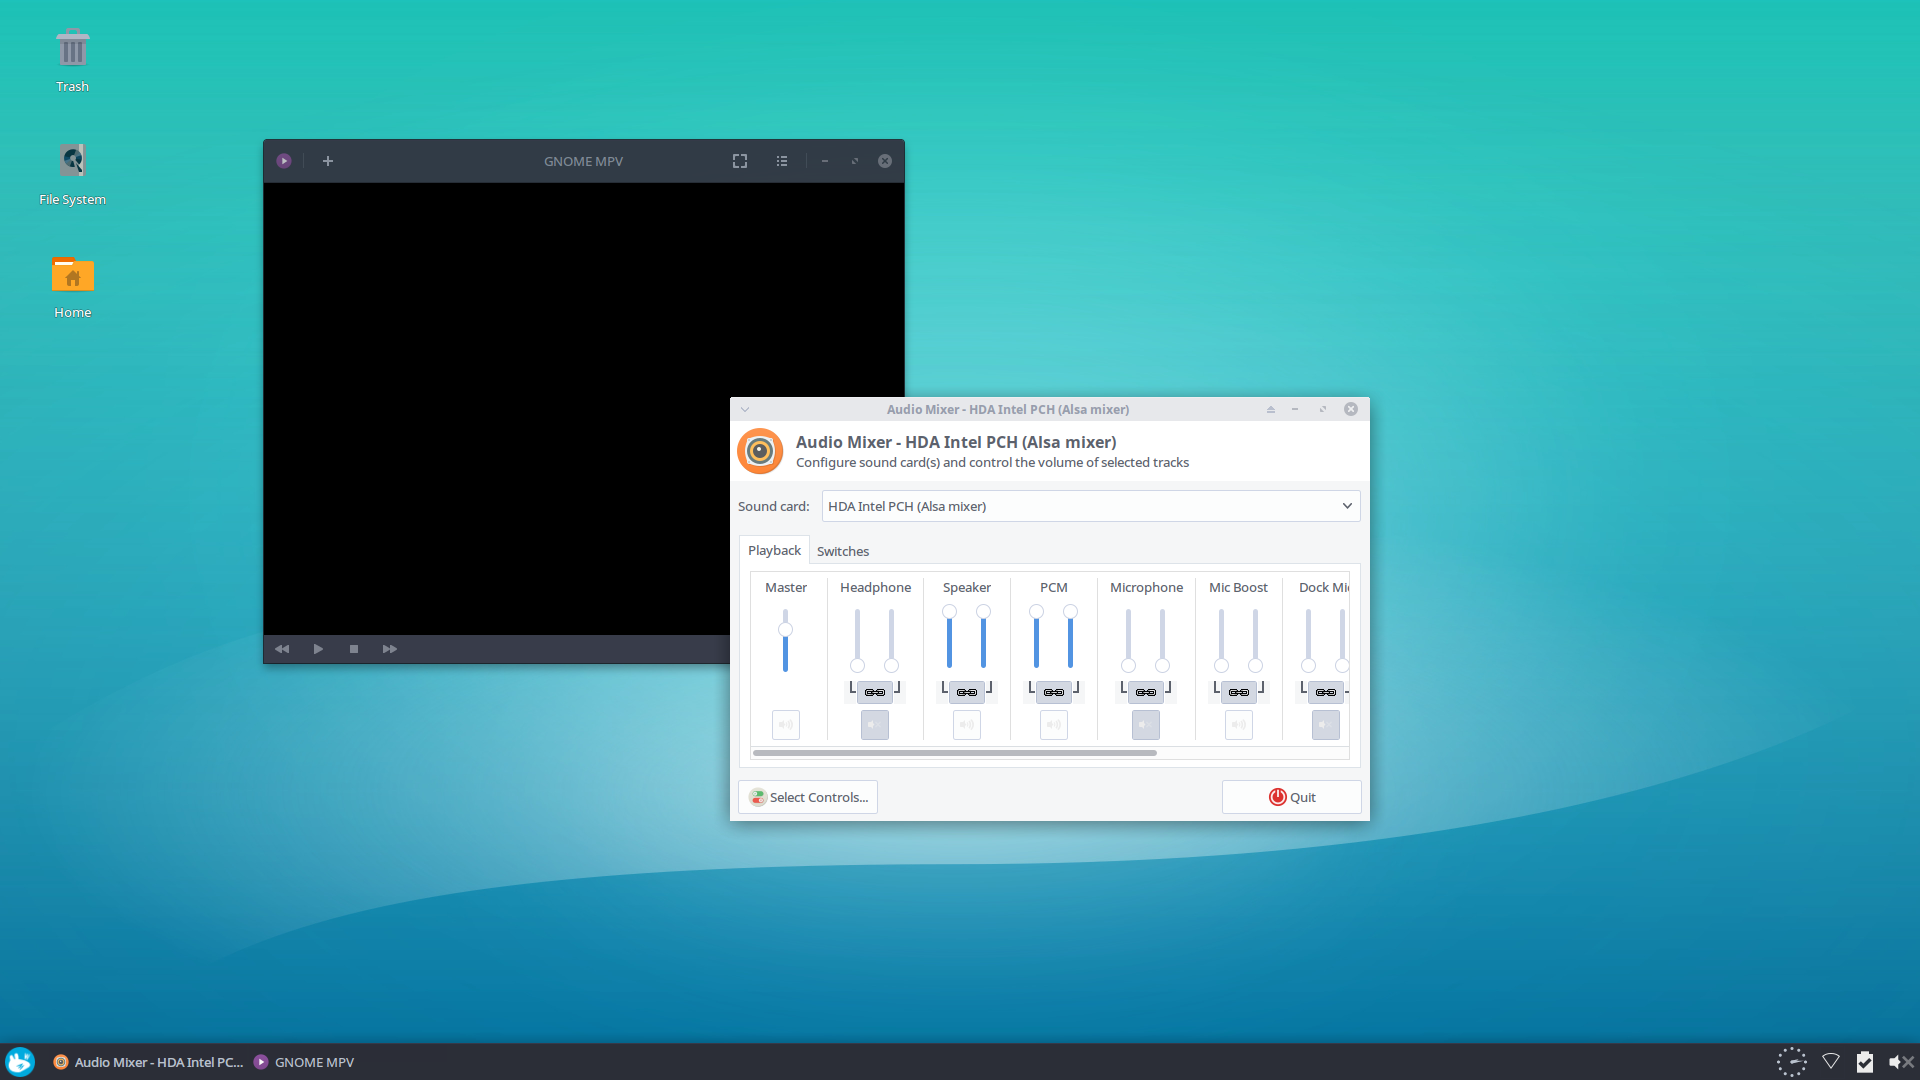 Trash
File System
Home
GNOME MPV
Audio Mixer - HDA Intel PCH (Alsa mixer)
Audio Mixer - HDA Intel PCH (Alsa mixer)
Configure sound card(s) and control the volume of selected tracks
Sound card: HDA Intel PCH (Alsa mixer)
Playback Switches
Master Headphone Speaker PCM Microphone Mic Boost Dock Mi
Select Controls... Quit
Audio Mixer - HDA Intel PC... GNOME MPV